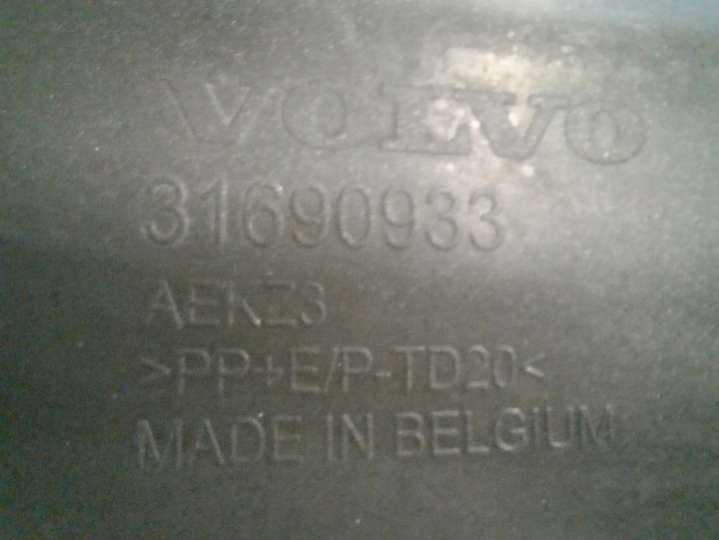 VOLVO
31690933
AEKZ3
>PP+E/P-TD20<
MADE IN BELGIUM